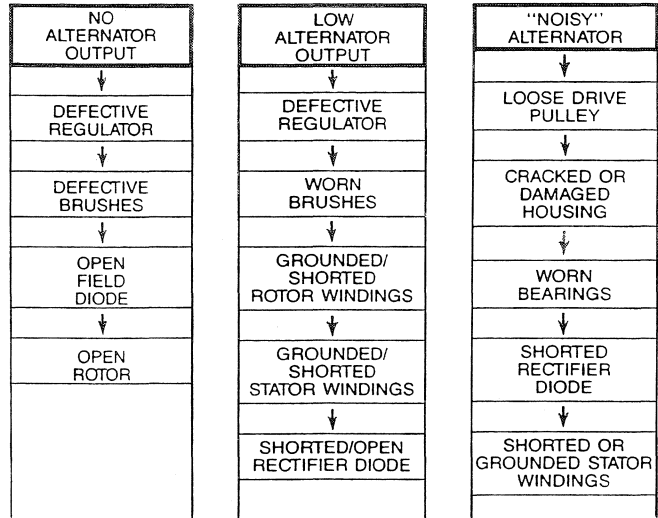 NO
ALTERNATOR
OUTPUT
DEFECTIVE
REGULATOR
DEFECTIVE
BRUSHES
OPEN
FIELD
DIODE
OPEN
ROTOR
LOW
ALTERNATOR
OUTPUT
DEFECTIVE
REGULATOR
WORN
BRUSHES
GROUNDED/
SHORTED
ROTOR WINDINGS
GROUNDED/
SHORTED
STATOR WINDINGS
SHORTED/OPEN
RECTIFIER DIODE
"NOISY"
ALTERNATOR
LOOSE DRIVE
PULLEY
CRACKED OR
DAMAGED
HOUSING
WORN
BEARINGS
SHORTED
RECTIFIER
DIODE
SHORTED OR
GROUNDED STATOR
WINDINGS